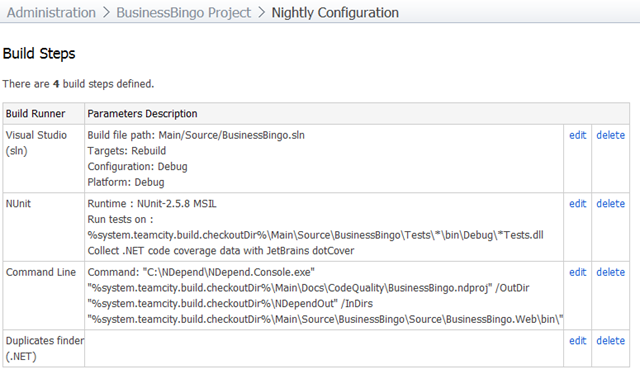 Administration > BusinessBingo Project > Nightly Configuration
Build Steps
There are 4 build steps defined.
Build Runner Parameters Description
Visual Studio (sln) Build file path: Main/Source/BusinessBingo.sln edit delete
Targets: Rebuild
Configuration: Debug
Platform: Debug
NUnit Runtime : NUnit-2.5.8 MSIL edit delete
Run tests on :
%system.teamcity.build.checkoutDir%\Main\Source\BusinessBingo\Tests\*\bin\Debug\*Tests.dll
Collect .NET code coverage data with JetBrains dotCover
Command Line Command: "C:\NDepend\NDepend.Console.exe" edit delete
"%system.teamcity.build.checkoutDir%\Main\Docs\CodeQuality\BusinessBingo.ndproj" /OutDir
"%system.teamcity.build.checkoutDir%\NDependOut" /InDirs
"%system.teamcity.build.checkoutDir%\Main\Source\BusinessBingo\Source\BusinessBingo.Web\bin\"
Duplicates finder (.NET) edit delete